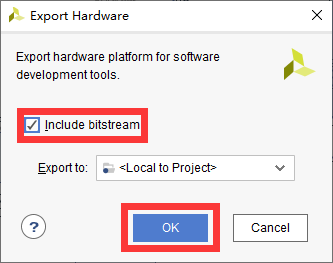 Export Hardware
Export hardware platform for software
development tools.
Include bitstream
Export to: <Local to Project>
? OK Cancel